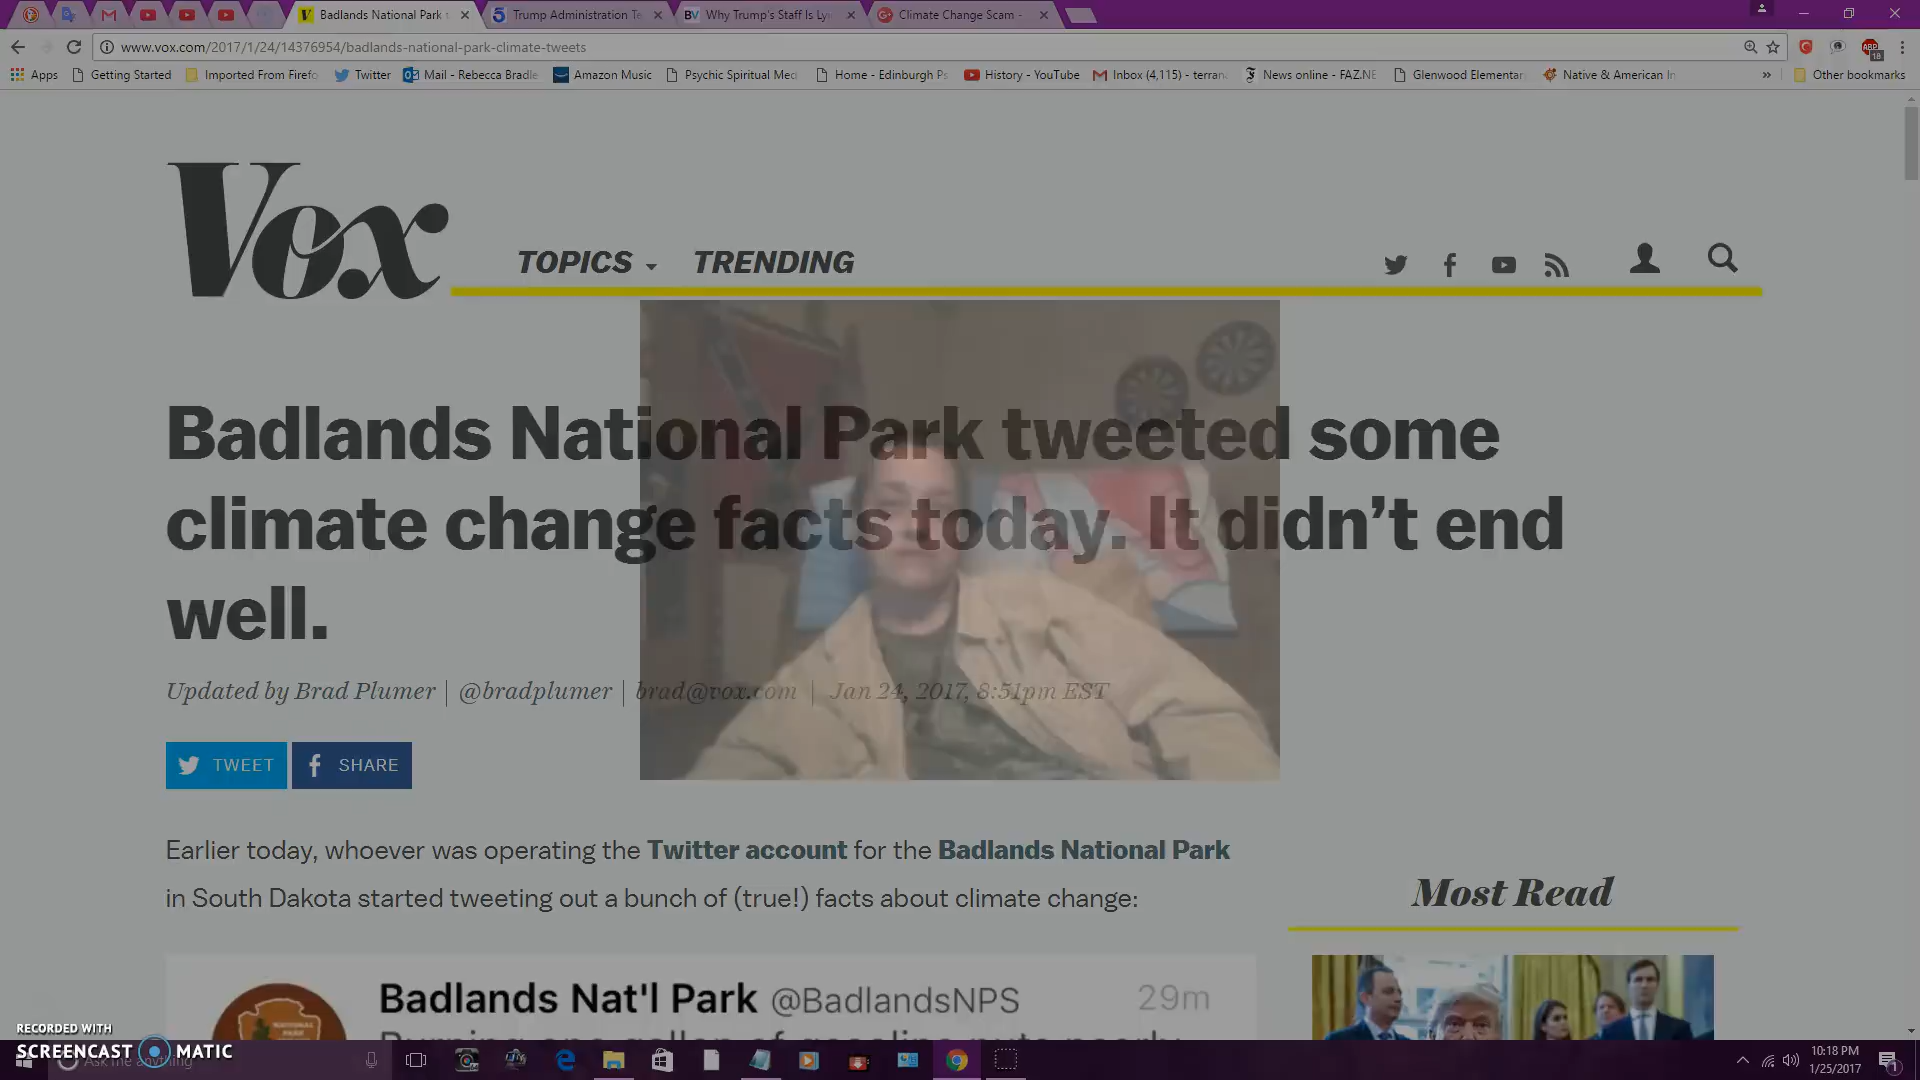 Badlands National Park
Trump Administration Te
Why Trump's Staff Is Lyi
Climate Change Scam -
www.vox.com/2017/1/24/14376954/badlands-national-park-climate-tweets
Apps Getting Started Imported From Firefo Twitter Mail - Rebecca Bradle Amazon Music Psychic Spiritual Med Home - Edinburgh Ps History - YouTube Inbox (4,115) - terran News online - FAZ.NE Glenwood Elementar Native & American In » Other bookmarks
Vox
TOPICS TRENDING
Badlands National Park tweeted some
climate change facts today. It didn't end
well.
Updated by Brad Plumer | @bradplumer | brad@vox.com | Jan 24, 2017, 8:51pm EST
TWEET SHARE
Earlier today, whoever was operating the Twitter account for the Badlands National Park
in South Dakota started tweeting out a bunch of (true!) facts about climate change:
Most Read
Badlands Nat'l Park @BadlandsNPS 29m
RECORDED WITH
SCREENCAST MATIC
Ask me anything
10:18 PM
1/25/2017